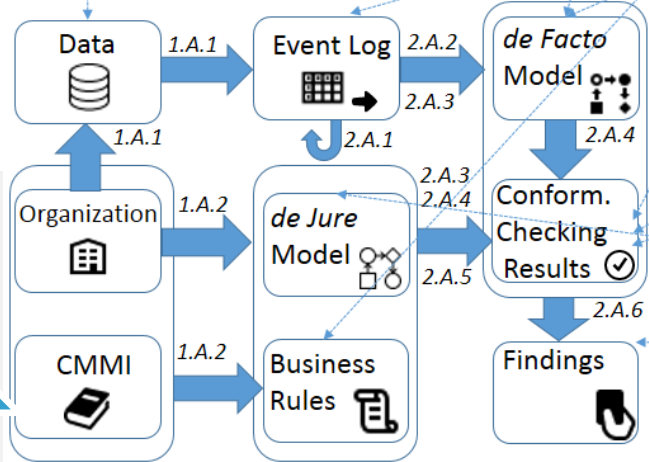 Data
1.A.1
Event Log
2.A.2
2.A.3
de Facto
Model
1.A.1
2.A.1
2.A.4
Organization
1.A.2
de Jure
Model
2.A.3
2.A.4
2.A.5
Conform.
Checking
Results
2.A.6
CMMI
1.A.2
Business
Rules
Findings